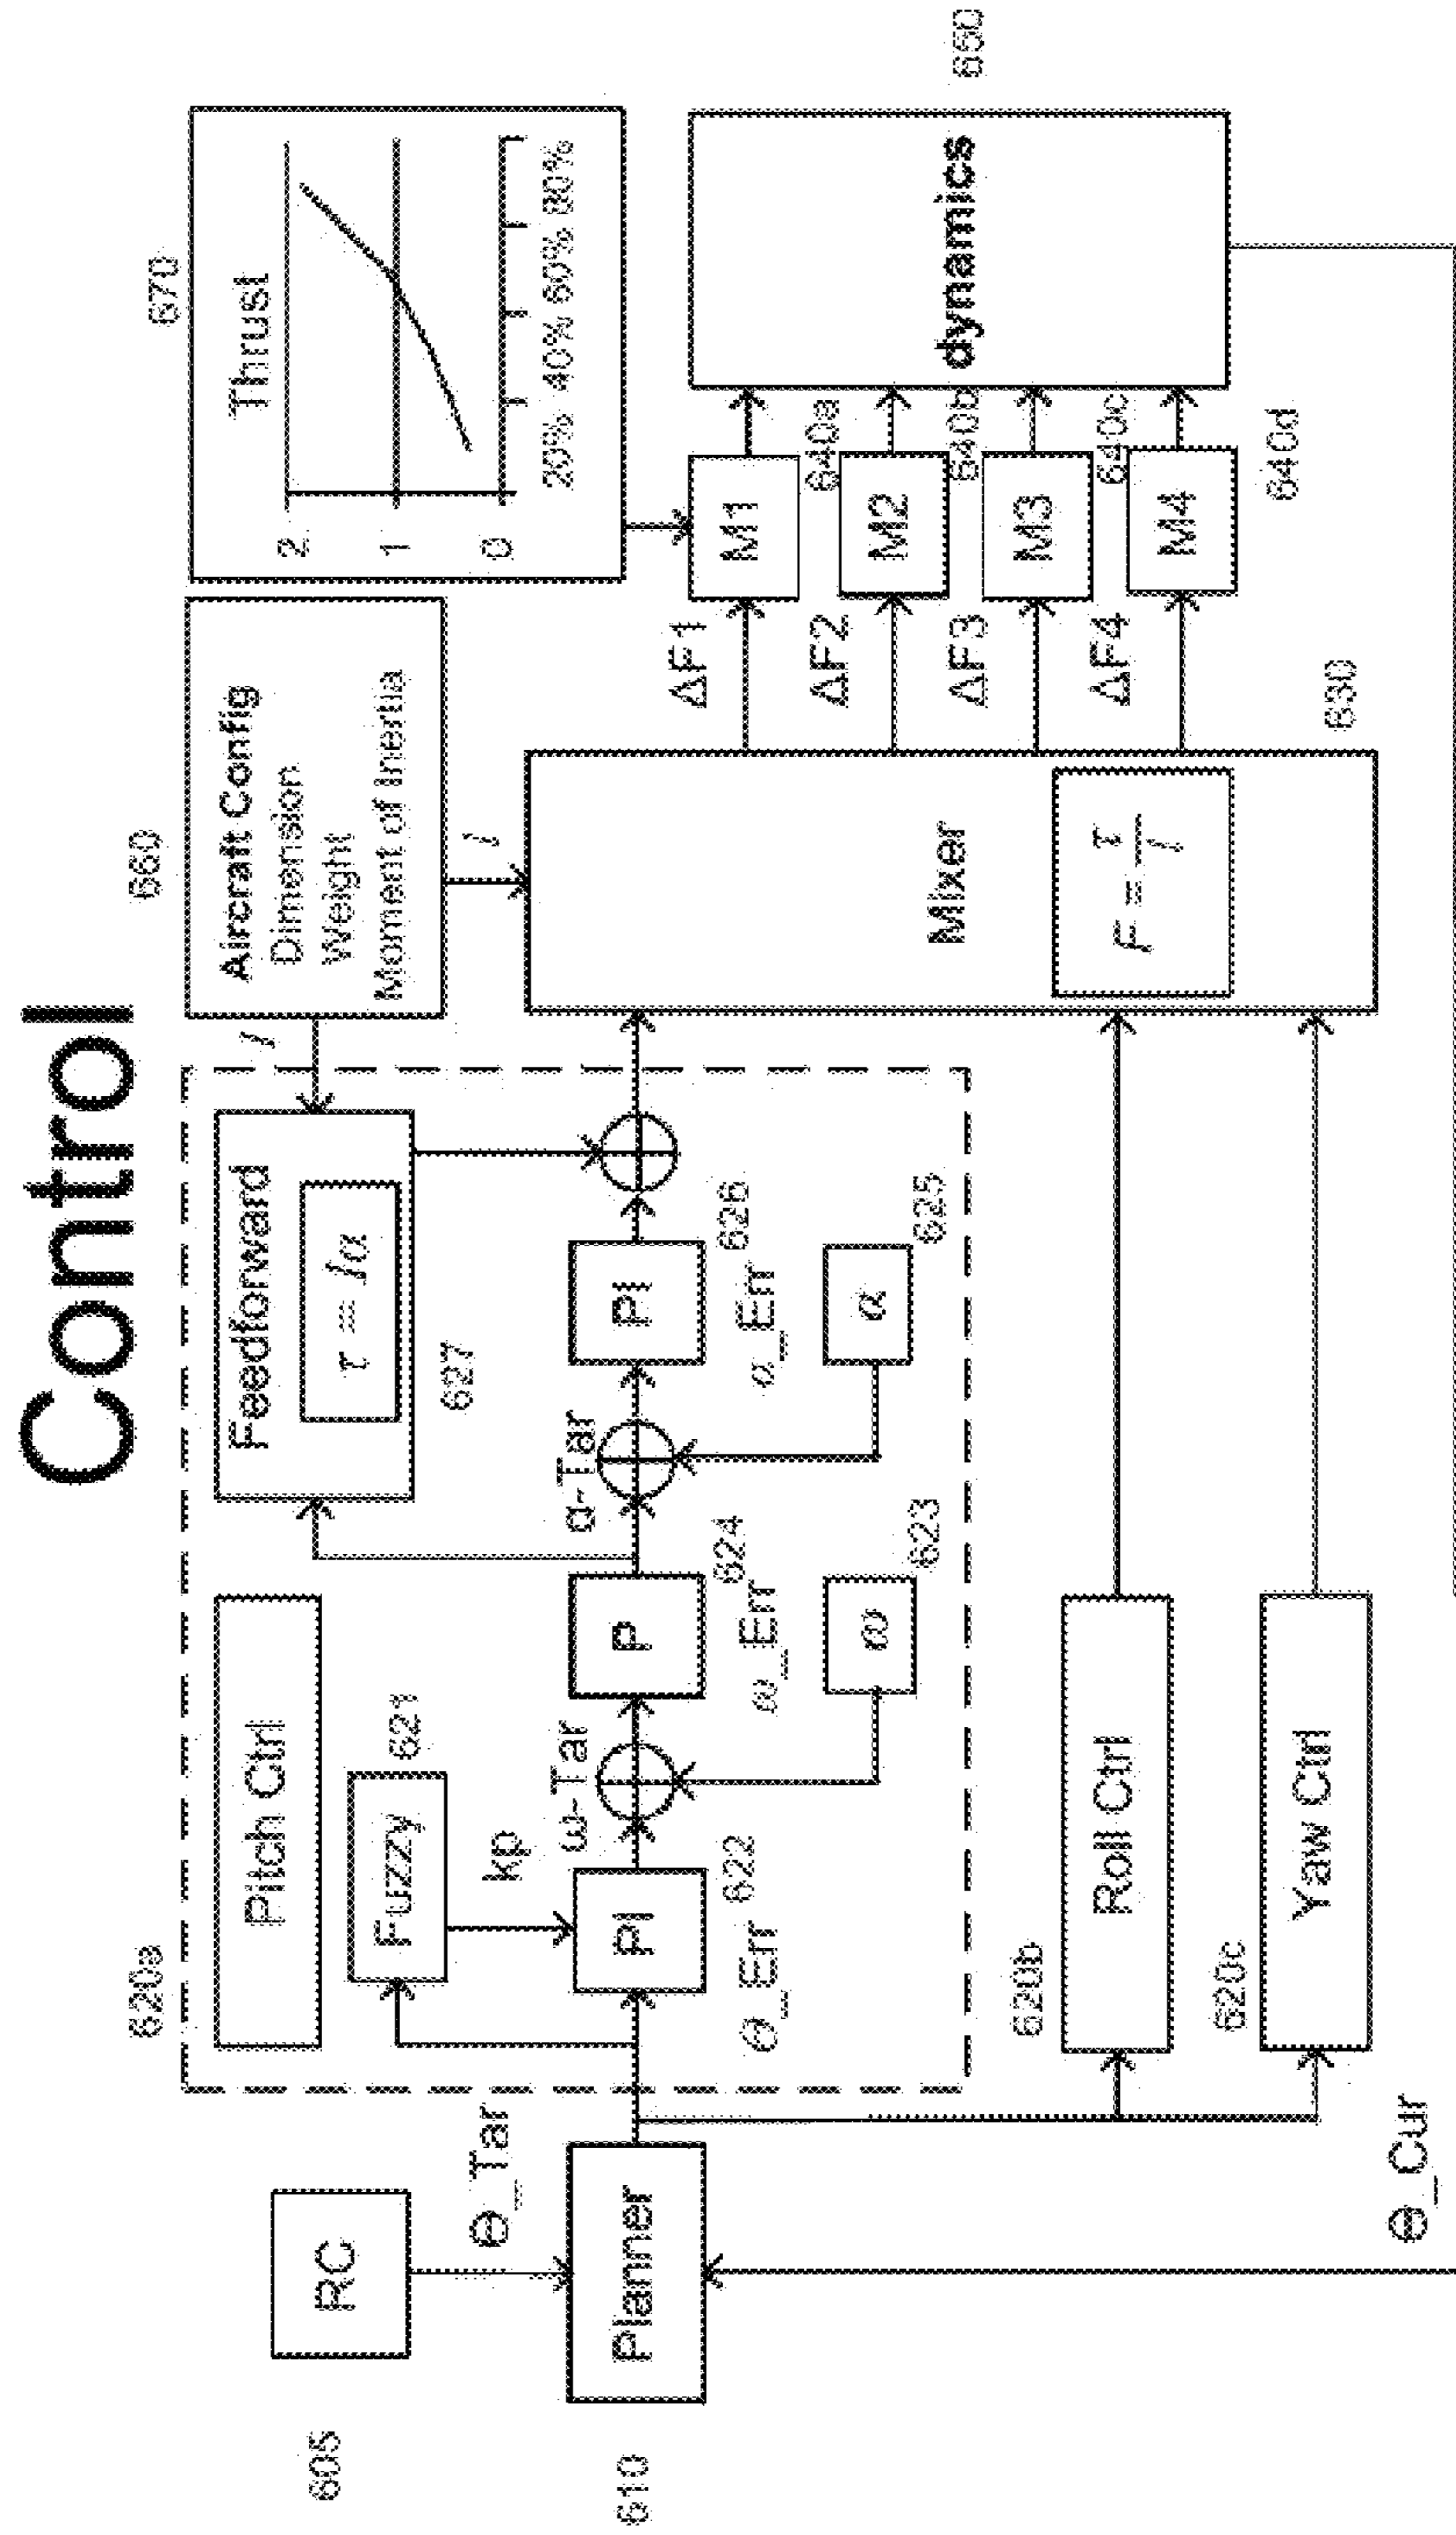 Control
605
RC
610
Planner
Θ_Tar
Θ_Cur
620a
Pitch Ctrl
Fuzzy
621
kp
PI
622
Θ_Err
ω-Tar
P
624
ω_Err
ω
623
α-Tar
PI
626
α_Err
α
625
Feedforward
τ = Iα
627
620b
Roll Ctrl
620c
Yaw Ctrl
660
Aircraft Config
Dimension
Weight
Moment of Inertia
I
l
Mixer
F = τ/l
630
ΔF1
ΔF2
ΔF3
ΔF4
M1
640a
M2
640b
M3
640c
M4
640d
670
Thrust
2
1
0
20% 40% 60% 80%
dynamics
650